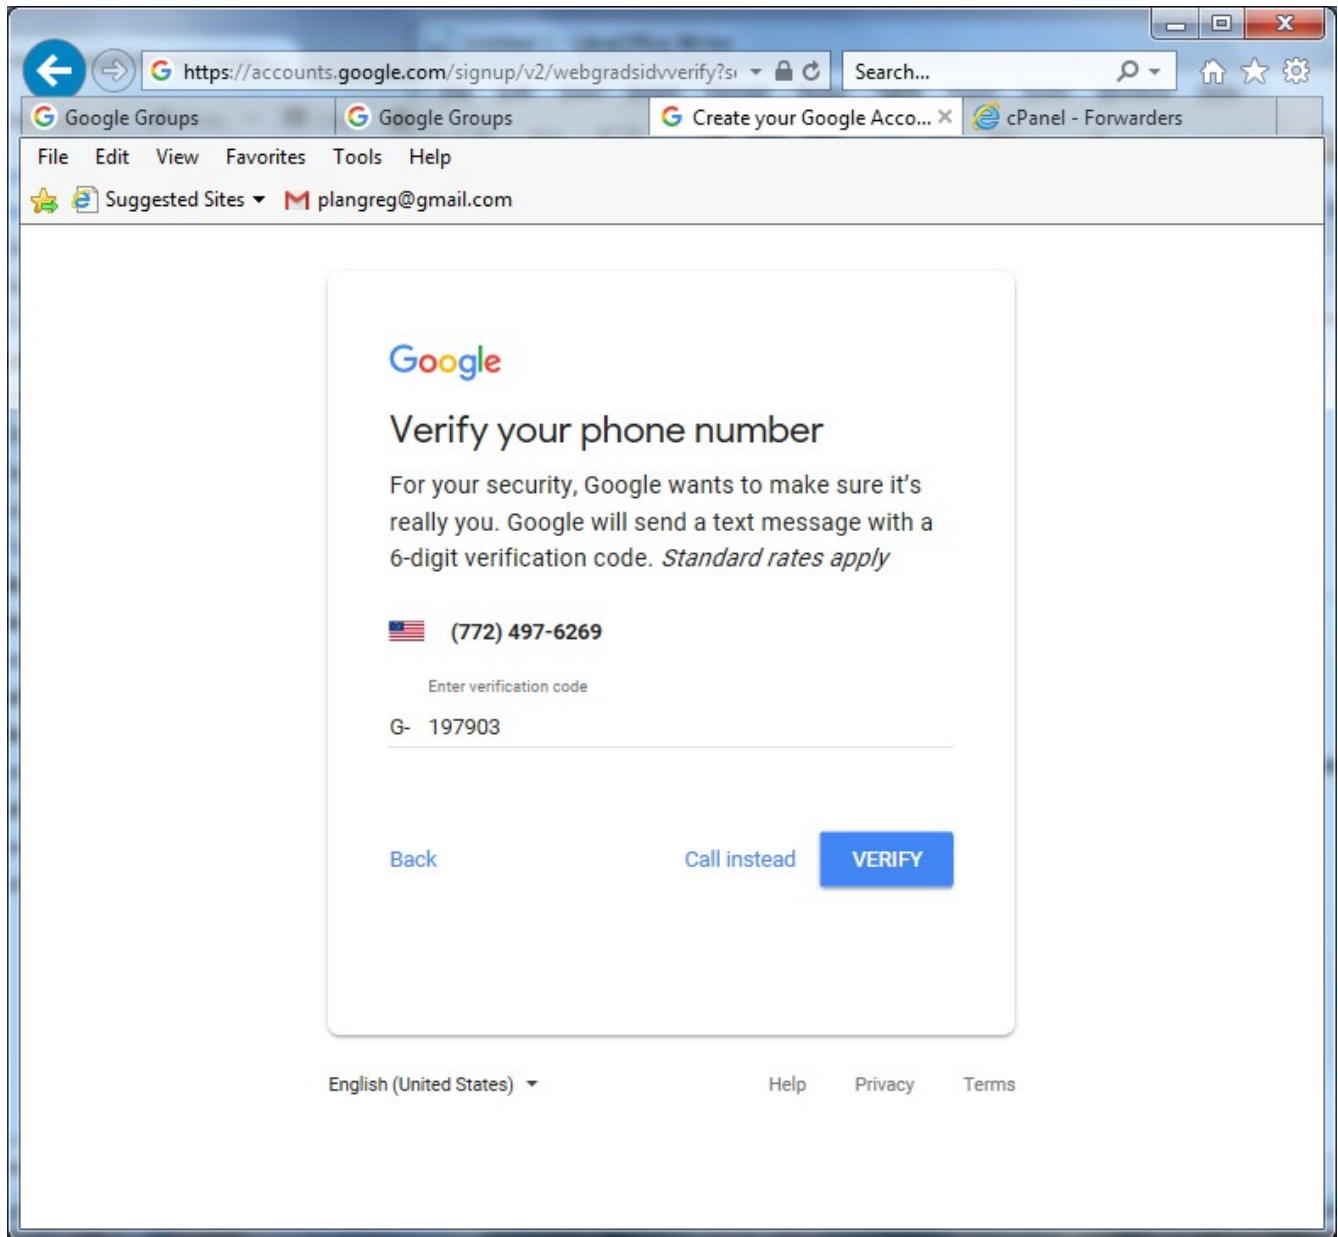 https://accounts.google.com/signup/v2/webgradsidvverify?s
Search...
Google Groups
Google Groups
Create your Google Acco...
cPanel - Forwarders
File Edit View Favorites Tools Help
Suggested Sites plangreg@gmail.com
Google
Verify your phone number
For your security, Google wants to make sure it's
really you. Google will send a text message with a
6-digit verification code. Standard rates apply
(772) 497-6269
Enter verification code
G- 197903
Back Call instead VERIFY
English (United States) Help Privacy Terms